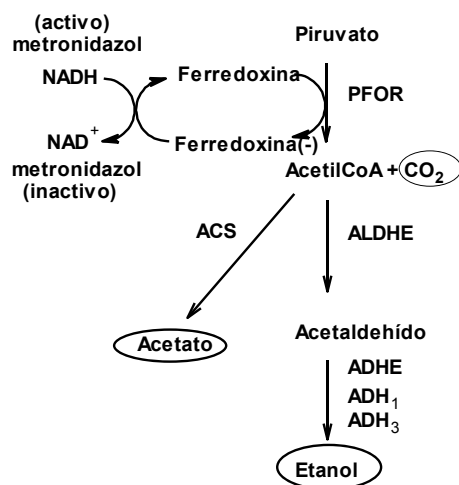 (activo)
metronidazol
NADH
NAD+
metronidazol
(inactivo)
Ferredoxina
Ferredoxina(-)
Piruvato
PFOR
AcetilCoA + CO2
ACS
ALDHE
Acetato
Acetaldehído
ADHE
ADH1
ADH3
Etanol